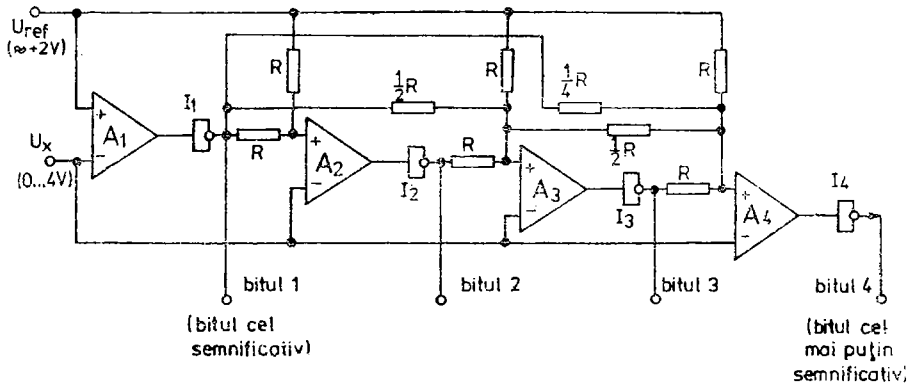 Uref
(≈+2V)
R
R
R
½R
¼R
I1
A1
+
−
Ux
(0...4V)
R
A2
+
−
I2
R
½R
A3
+
−
I3
R
A4
+
−
I4
bitul 1
bitul 2
bitul 3
bitul 4
(bitul cel
semnificativ)
(bitul cel
mai puțin
semnificativ)